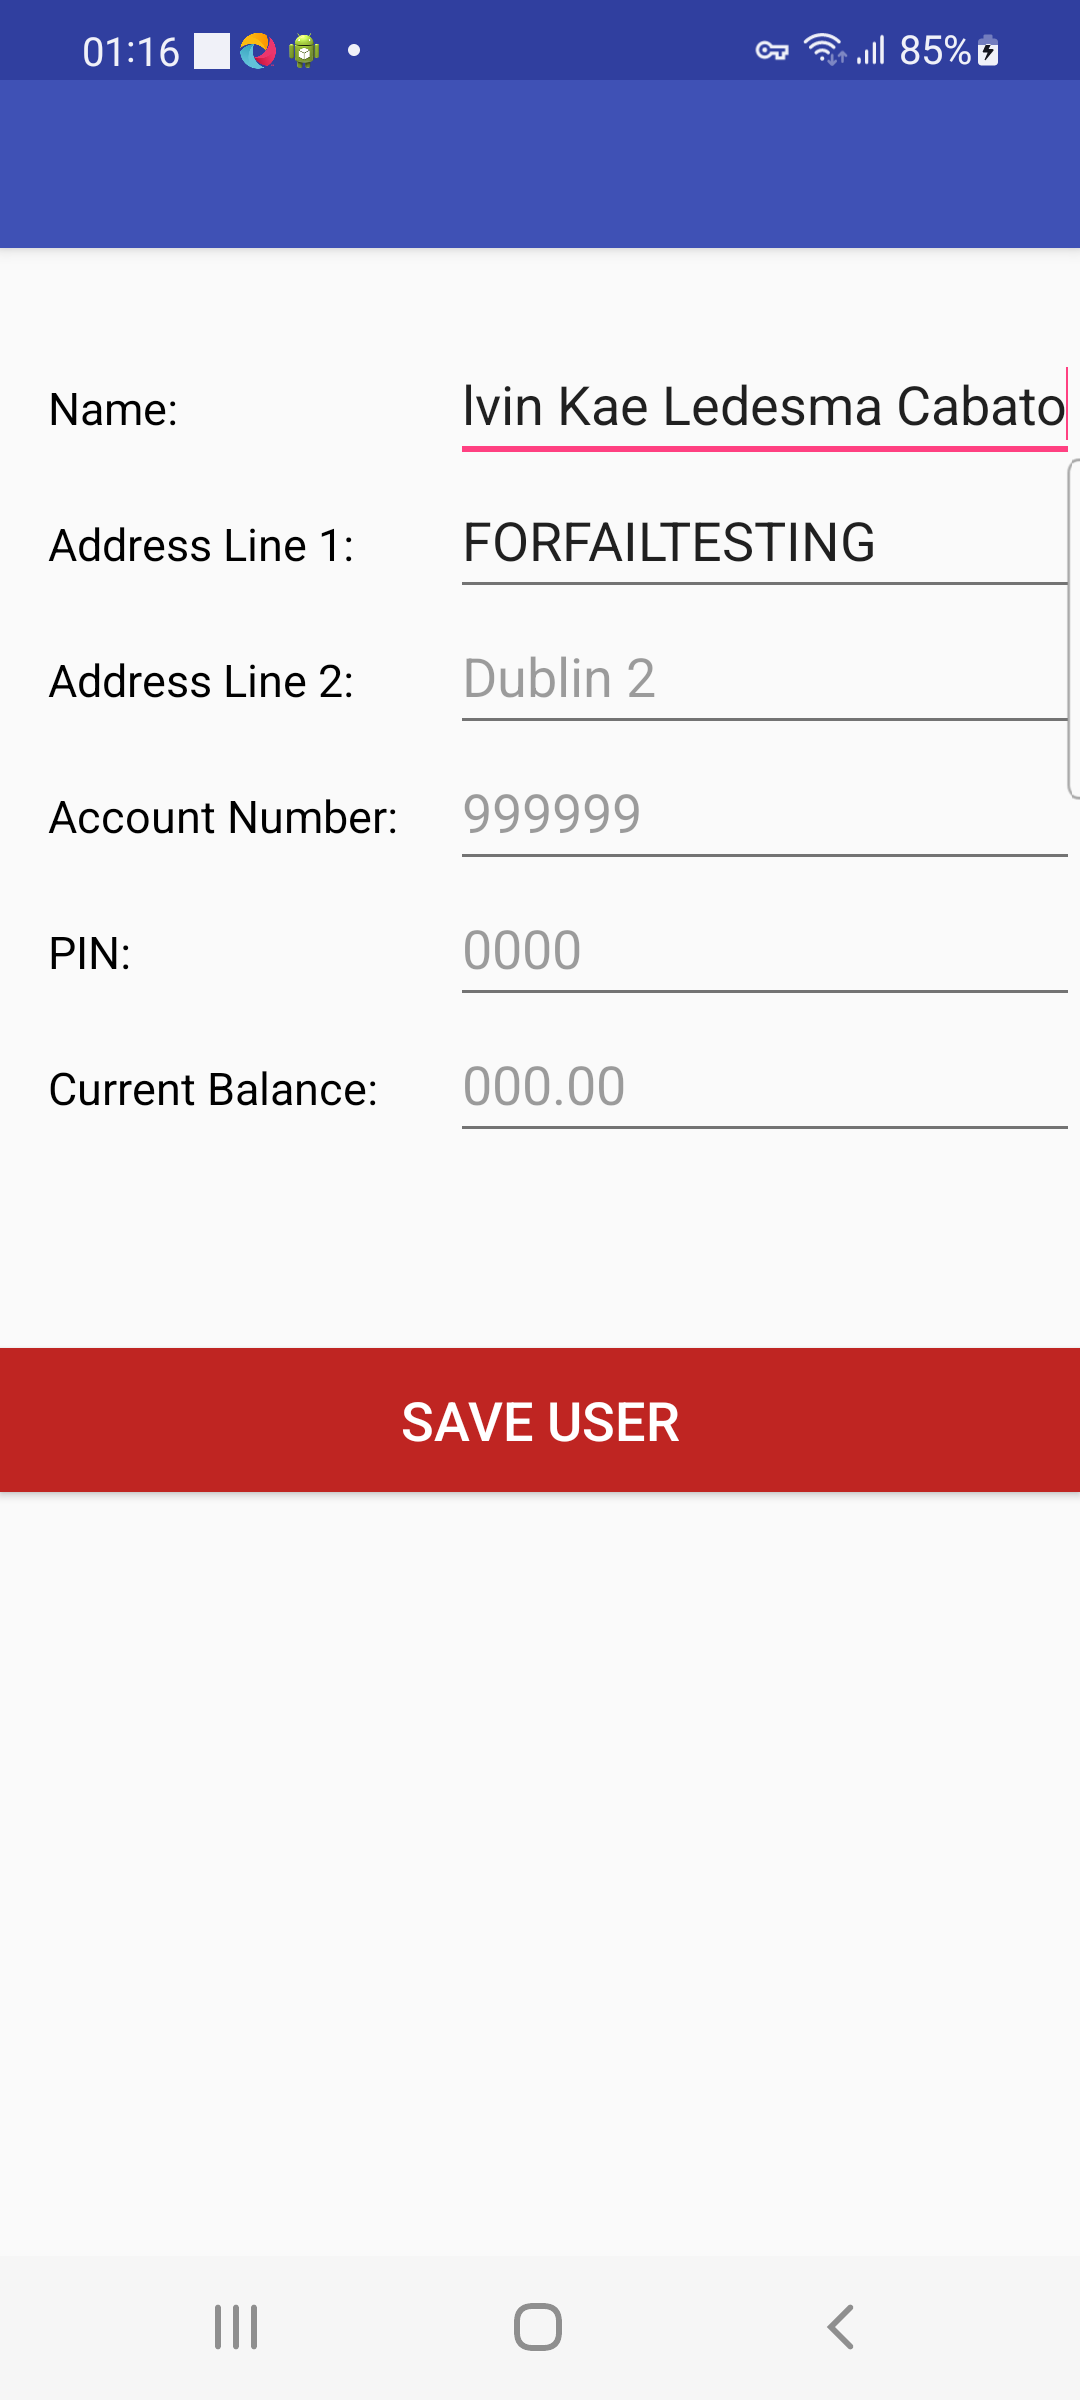 01:16 85%
Name: lvin Kae Ledesma Cabato
Address Line 1: FORFAILTESTING
Address Line 2: Dublin 2
Account Number: 999999
PIN: 0000
Current Balance: 000.00
SAVE USER